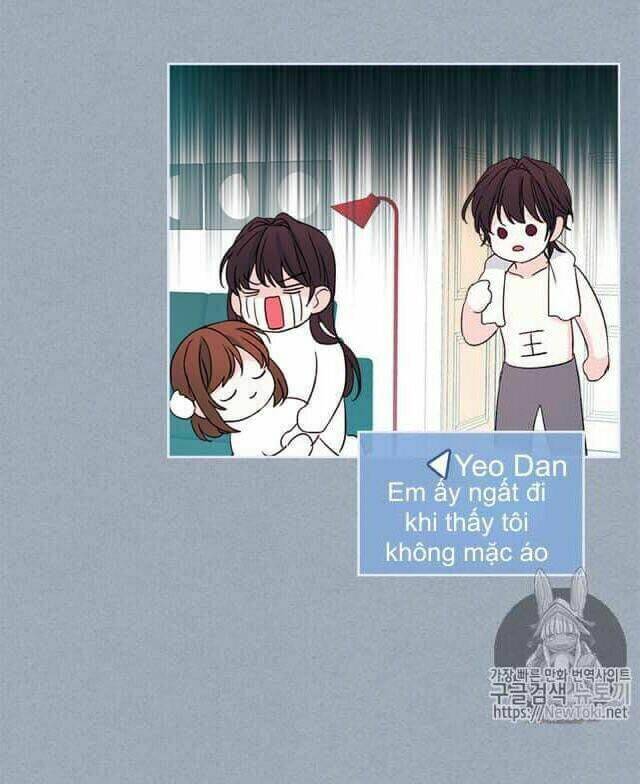 王
Yeo Dan
Em ấy ngất đi
khi thấy tôi
không mặc áo
가장 빠른 만화 번역사이트
구글검색 뉴토끼
https://NewToki.net